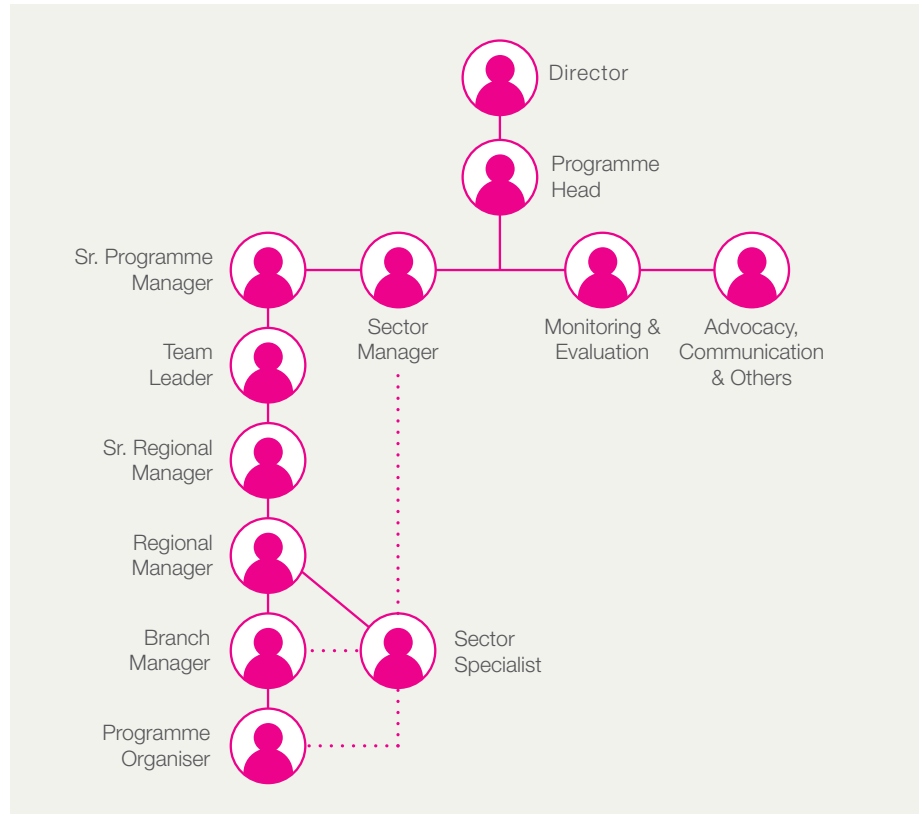 Director
Programme
Head
Sr. Programme
Manager
Sector
Manager
Monitoring &
Evaluation
Advocacy,
Communication
& Others
Team
Leader
Sr. Regional
Manager
Regional
Manager
Branch
Manager
Sector
Specialist
Programme
Organiser